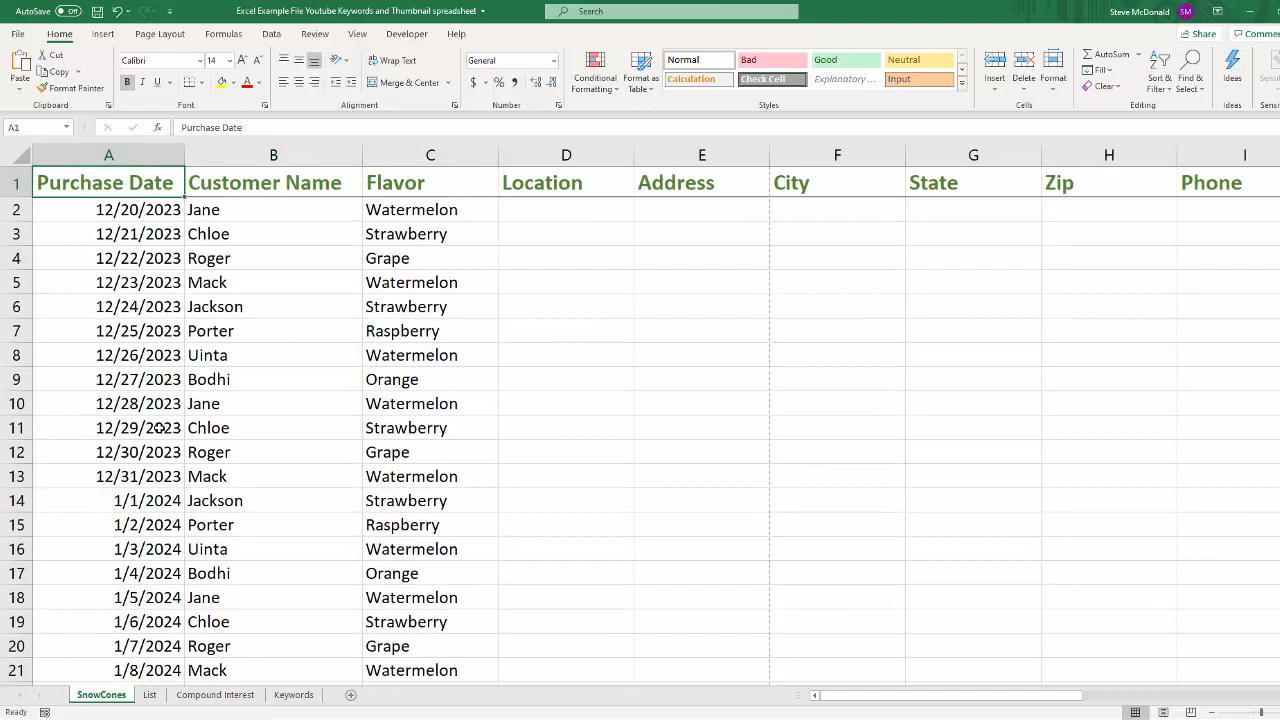 AutoSave Off Excel Example File Youtube Keywords and Thumbnail spreadsheet Search Steve McDonald SM
File Home Insert Page Layout Formulas Data Review View Developer Help Share Comme
Paste Cut Copy Format Painter Clipboard
Calibri 14 B I U A Font
Wrap Text Merge & Center Alignment
General $ % , Number
Conditional Formatting Format as Table
Normal Bad Good Neutral
Calculation Check Cell Explanatory ... Input
Styles
Insert Delete Format Cells
AutoSum Fill Clear Sort & Filter Find & Select Editing
Ideas Ideas
A1 fx Purchase Date
A B C D E F G H I
1 Purchase Date Customer Name Flavor Location Address City State Zip Phone
2 12/20/2023 Jane Watermelon
3 12/21/2023 Chloe Strawberry
4 12/22/2023 Roger Grape
5 12/23/2023 Mack Watermelon
6 12/24/2023 Jackson Strawberry
7 12/25/2023 Porter Raspberry
8 12/26/2023 Uinta Watermelon
9 12/27/2023 Bodhi Orange
10 12/28/2023 Jane Watermelon
11 12/29/2023 Chloe Strawberry
12 12/30/2023 Roger Grape
13 12/31/2023 Mack Watermelon
14 1/1/2024 Jackson Strawberry
15 1/2/2024 Porter Raspberry
16 1/3/2024 Uinta Watermelon
17 1/4/2024 Bodhi Orange
18 1/5/2024 Jane Watermelon
19 1/6/2024 Chloe Strawberry
20 1/7/2024 Roger Grape
21 1/8/2024 Mack Watermelon
SnowCones List Compound Interest Keywords
Ready